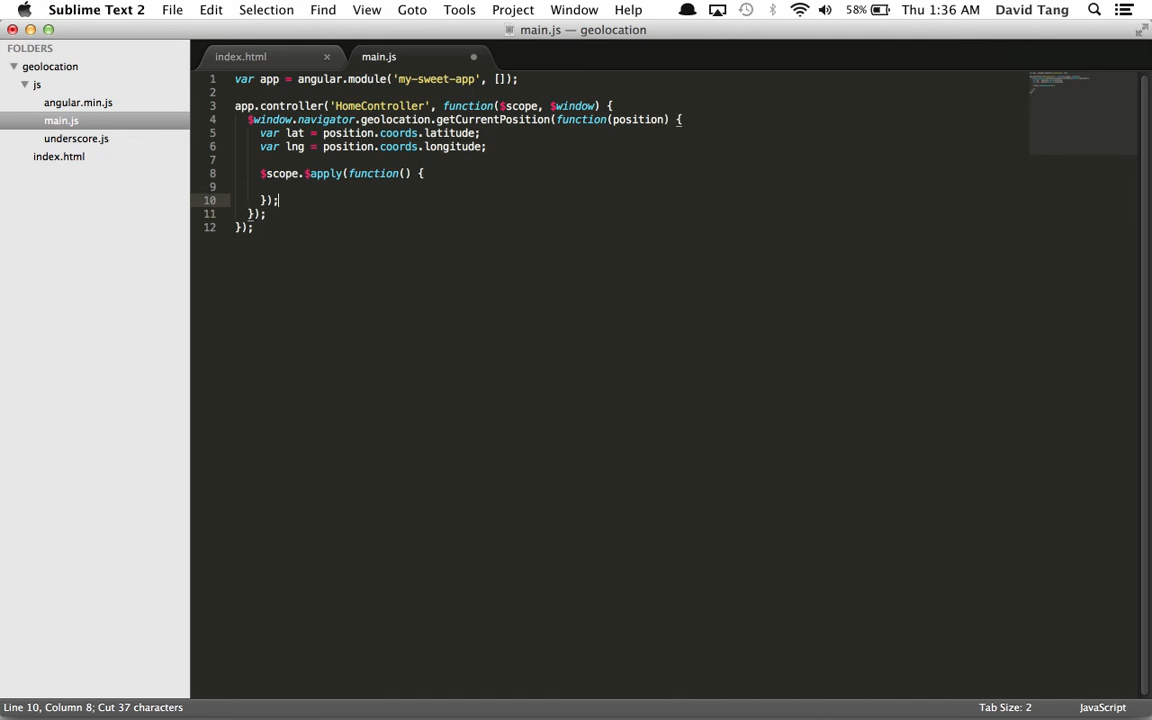 Sublime Text 2 File Edit Selection Find View Goto Tools Project Window Help 58% Thu 1:36 AM David Tang
main.js — geolocation
FOLDERS
geolocation
js
angular.min.js
main.js
underscore.js
index.html
index.html × main.js
1 var app = angular.module('my-sweet-app', []);
2
3 app.controller('HomeController', function($scope, $window) {
4 $window.navigator.geolocation.getCurrentPosition(function(position) {
5 var lat = position.coords.latitude;
6 var lng = position.coords.longitude;
7
8 $scope.$apply(function() {
9
10 });
11 });
12 });
Line 10, Column 8; Cut 37 characters Tab Size: 2 JavaScript